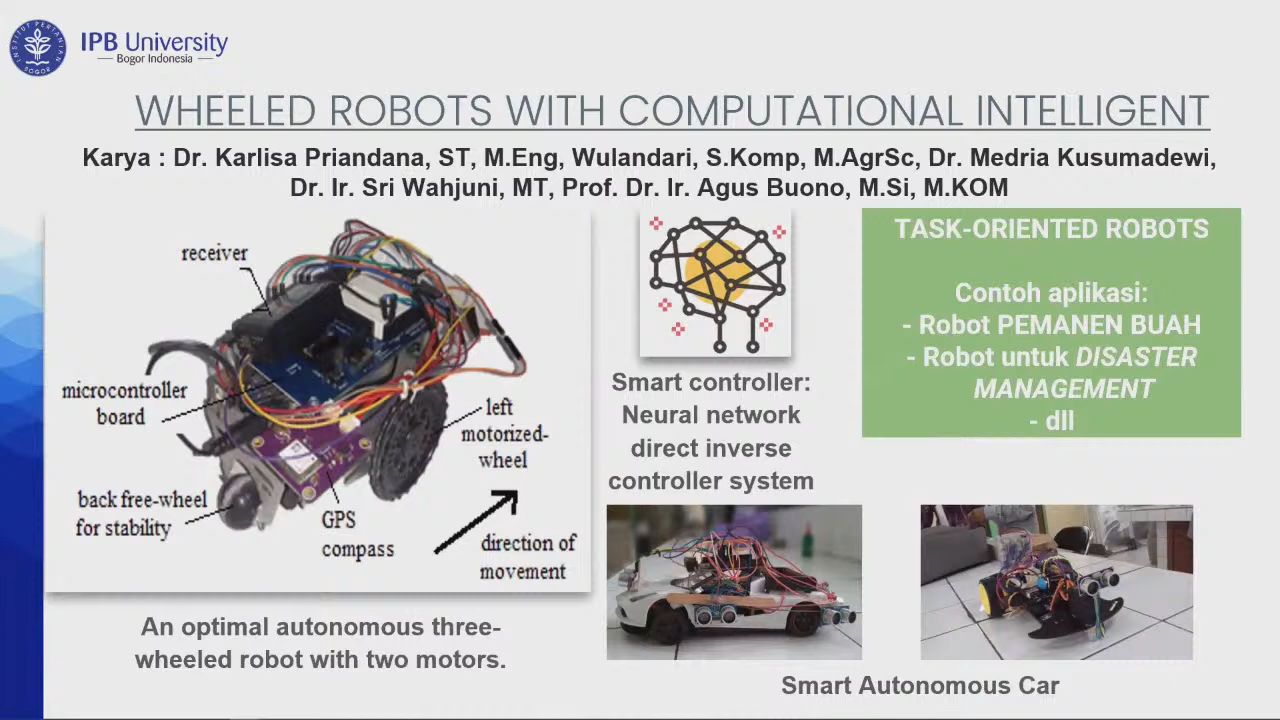 IPB University
Bogor Indonesia
INSTITUT PERTANIAN
BOGOR
WHEELED ROBOTS WITH COMPUTATIONAL INTELLIGENT
Karya : Dr. Karlisa Priandana, ST, M.Eng, Wulandari, S.Komp, M.AgrSc, Dr. Medria Kusumadewi,
Dr. Ir. Sri Wahjuni, MT, Prof. Dr. Ir. Agus Buono, M.Si, M.KOM
receiver
microcontroller
board
back free-wheel
for stability
GPS
compass
left
motorized-
wheel
direction of
movement
An optimal autonomous three-
wheeled robot with two motors.
Smart controller:
Neural network
direct inverse
controller system
TASK-ORIENTED ROBOTS
Contoh aplikasi:
- Robot PEMANEN BUAH
- Robot untuk DISASTER
MANAGEMENT
- dll
Smart Autonomous Car